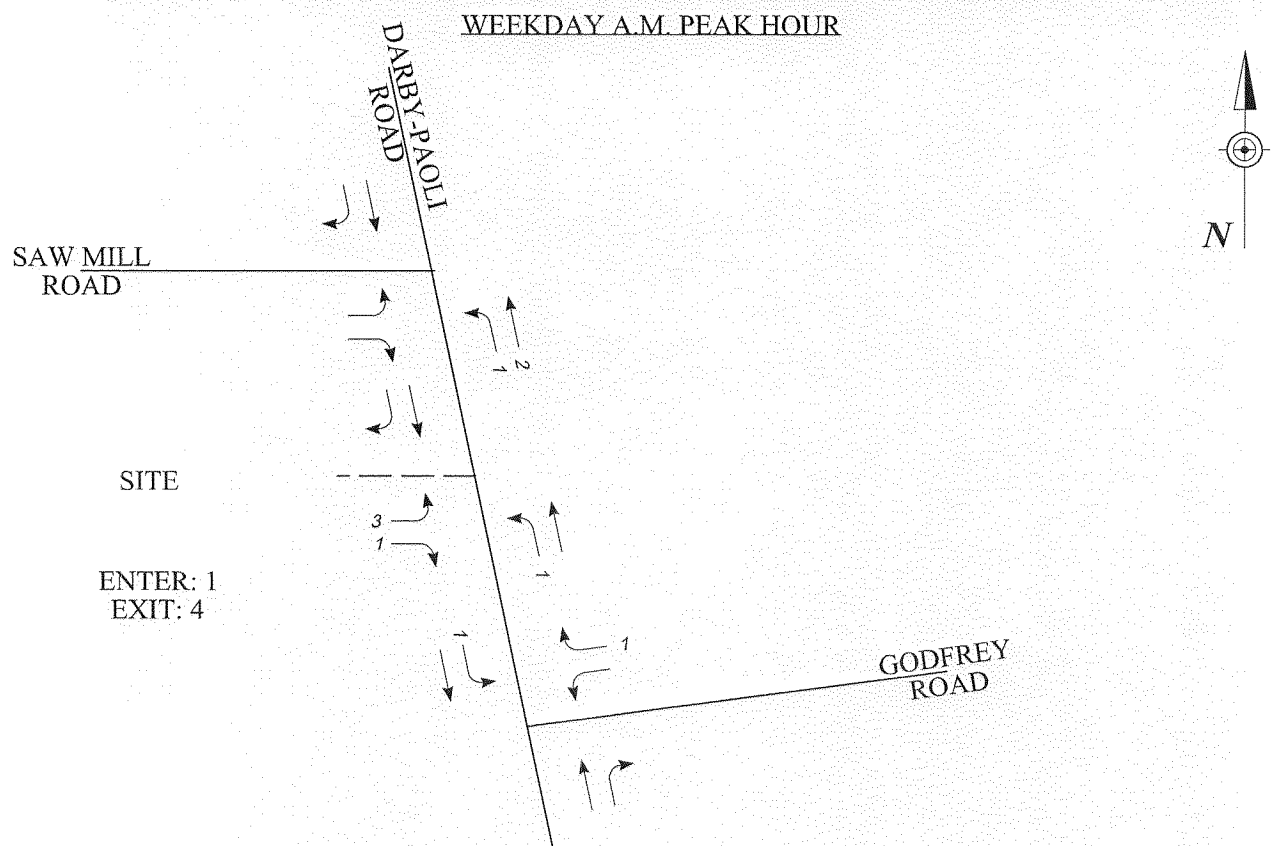 WEEKDAY A.M. PEAK HOUR
DARBY-PAOLI
ROAD
N
SAW MILL
ROAD
1
2
SITE
3
1
1
ENTER: 1
EXIT: 4
1
1
GODFREY
ROAD